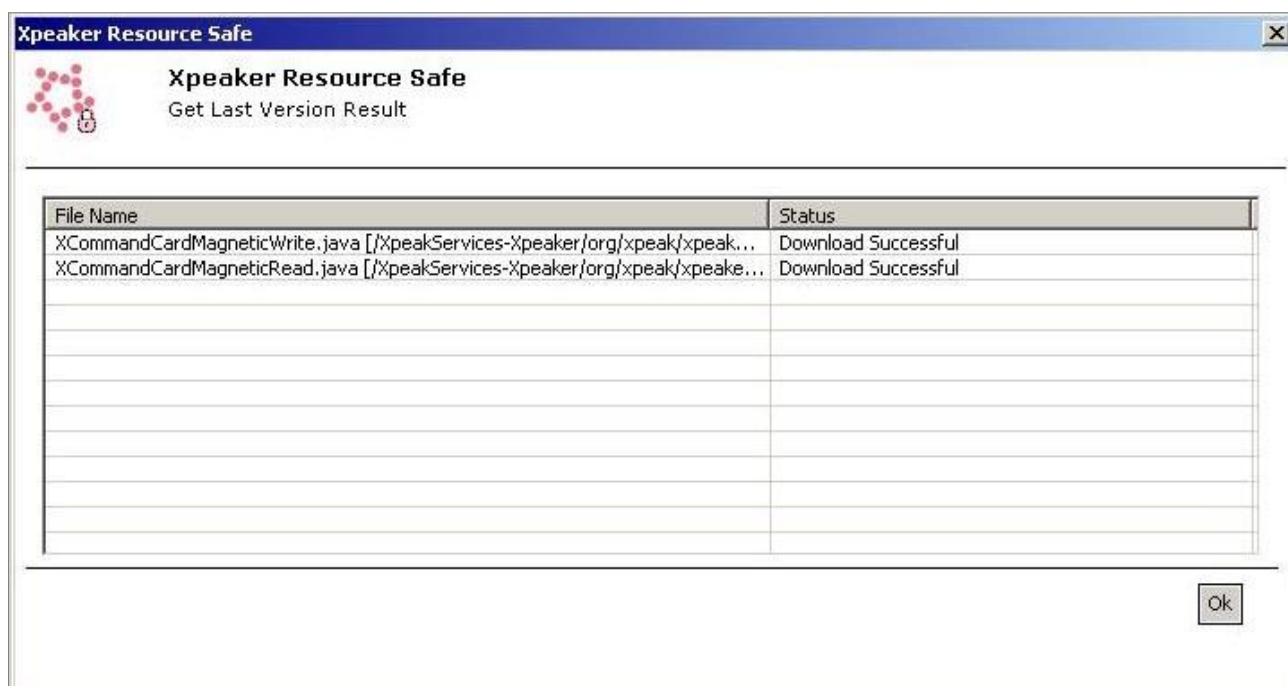 Xpeaker Resource Safe
Xpeaker Resource Safe
Get Last Version Result
File Name Status
XCommandCardMagneticWrite.java [/XpeakServices-Xpeaker/org/xpeak/xpeak... Download Successful
XCommandCardMagneticRead.java [/XpeakServices-Xpeaker/org/xpeak/xpeake... Download Successful
Ok